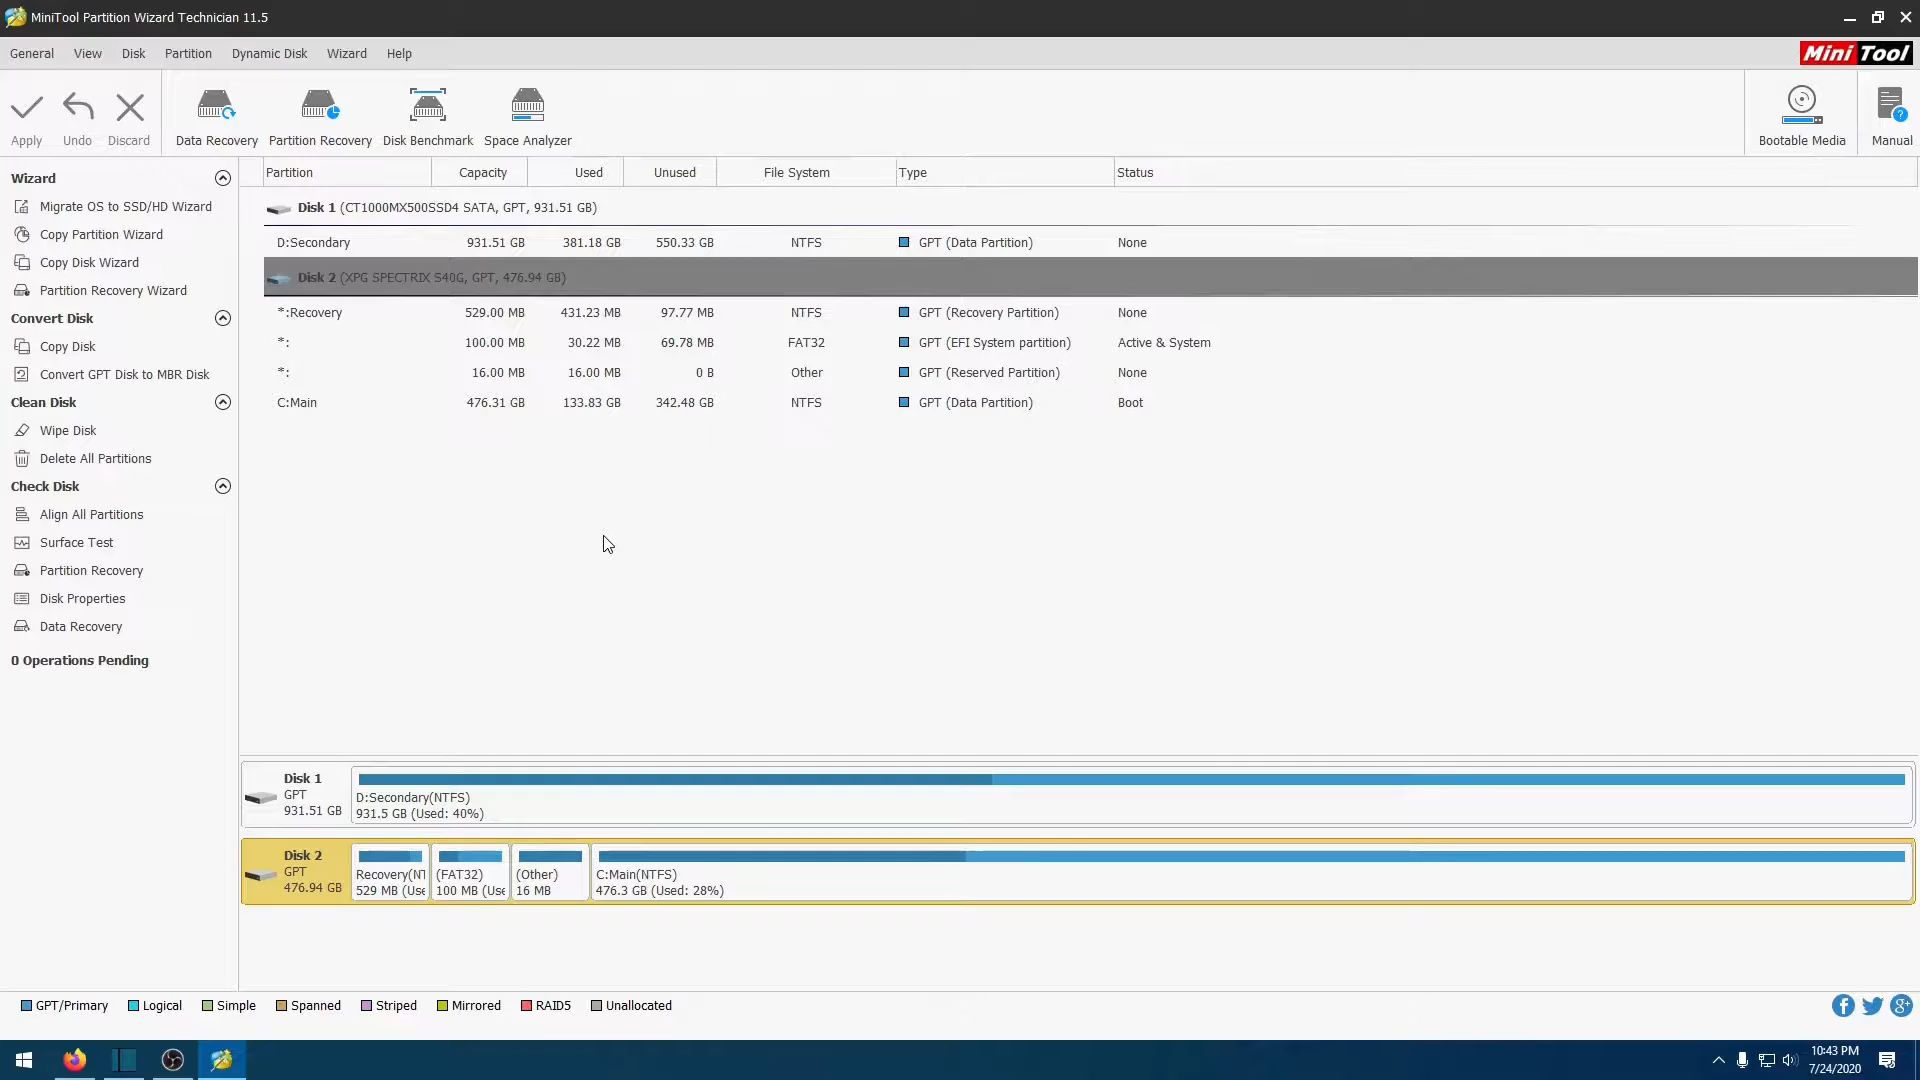 MiniTool Partition Wizard Technician 11.5
General View Disk Partition Dynamic Disk Wizard Help
Mini Tool
Apply Undo Discard Data Recovery Partition Recovery Disk Benchmark Space Analyzer Bootable Media Manual
Wizard
Migrate OS to SSD/HD Wizard
Copy Partition Wizard
Copy Disk Wizard
Partition Recovery Wizard
Convert Disk
Copy Disk
Convert GPT Disk to MBR Disk
Clean Disk
Wipe Disk
Delete All Partitions
Check Disk
Align All Partitions
Surface Test
Partition Recovery
Disk Properties
Data Recovery
0 Operations Pending
Partition Capacity Used Unused File System Type Status
Disk 1 (CT1000MX500SSD4 SATA, GPT, 931.51 GB)
D:Secondary 931.51 GB 381.18 GB 550.33 GB NTFS GPT (Data Partition) None
Disk 2 (XPG SPECTRIX S40G, GPT, 476.94 GB)
*:Recovery 529.00 MB 431.23 MB 97.77 MB NTFS GPT (Recovery Partition) None
*: 100.00 MB 30.22 MB 69.78 MB FAT32 GPT (EFI System partition) Active & System
*: 16.00 MB 16.00 MB 0 B Other GPT (Reserved Partition) None
C:Main 476.31 GB 133.83 GB 342.48 GB NTFS GPT (Data Partition) Boot
Disk 1
GPT
931.51 GB
D:Secondary(NTFS)
931.5 GB (Used: 40%)
Disk 2
GPT
476.94 GB
Recovery(NT
529 MB (Use
(FAT32)
100 MB (Use
(Other)
16 MB
C:Main(NTFS)
476.3 GB (Used: 28%)
GPT/Primary Logical Simple Spanned Striped Mirrored RAID5 Unallocated
10:43 PM
7/24/2020